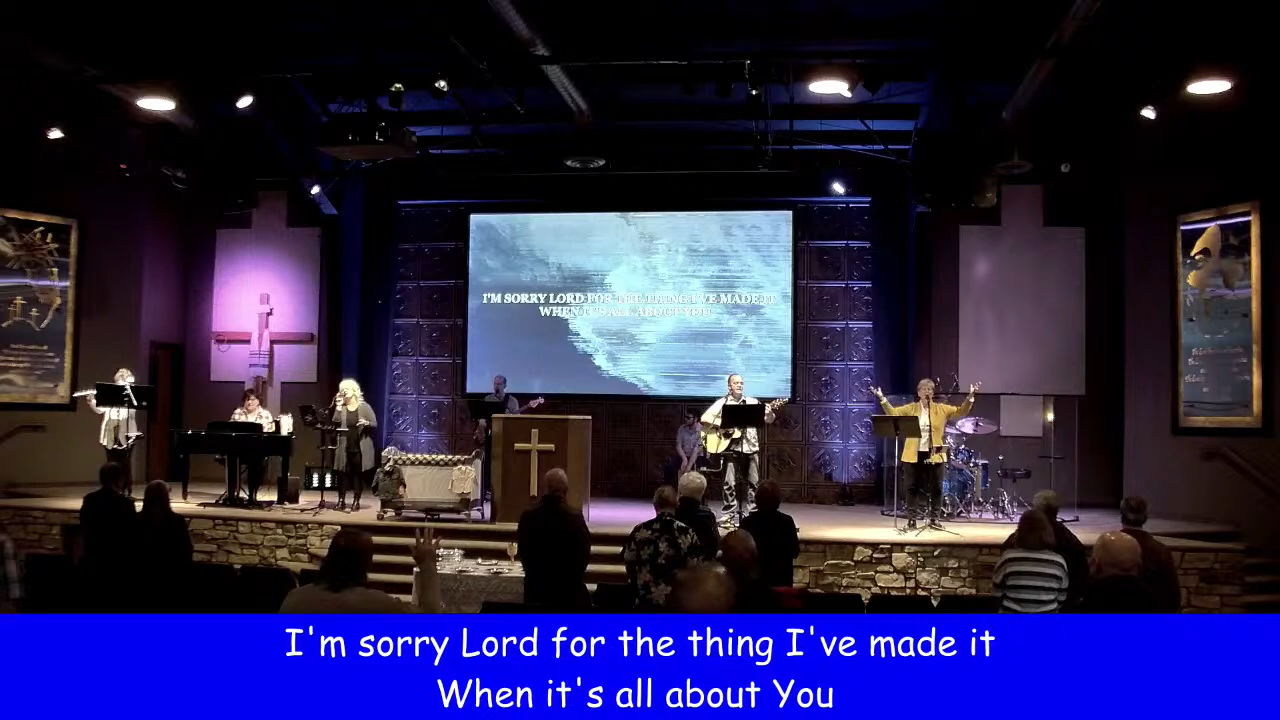 I'M SORRY LORD FOR THE THING I'VE MADE IT
WHEN IT'S ALL ABOUT YOU
I'm sorry Lord for the thing I've made it
When it's all about You